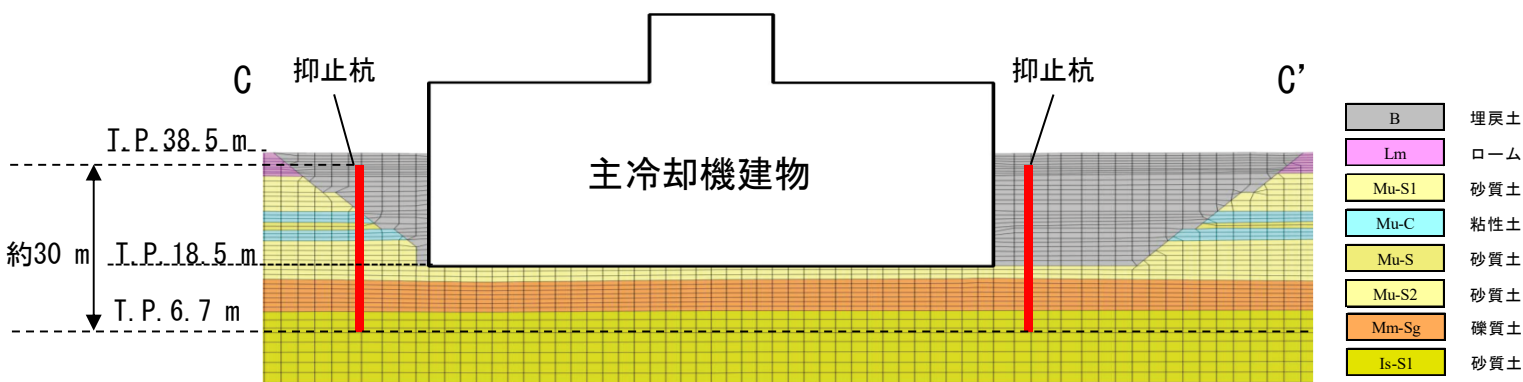 C
抑止杭
抑止杭
C’
T.P.38.5 m
主冷却機建物
約30 m
T.P.18.5 m
T.P.6.7 m
B 埋戻土
Lm ローム
Mu-S1 砂質土
Mu-C 粘性土
Mu-S 砂質土
Mu-S2 砂質土
Mm-Sg 礫質土
Is-S1 砂質土